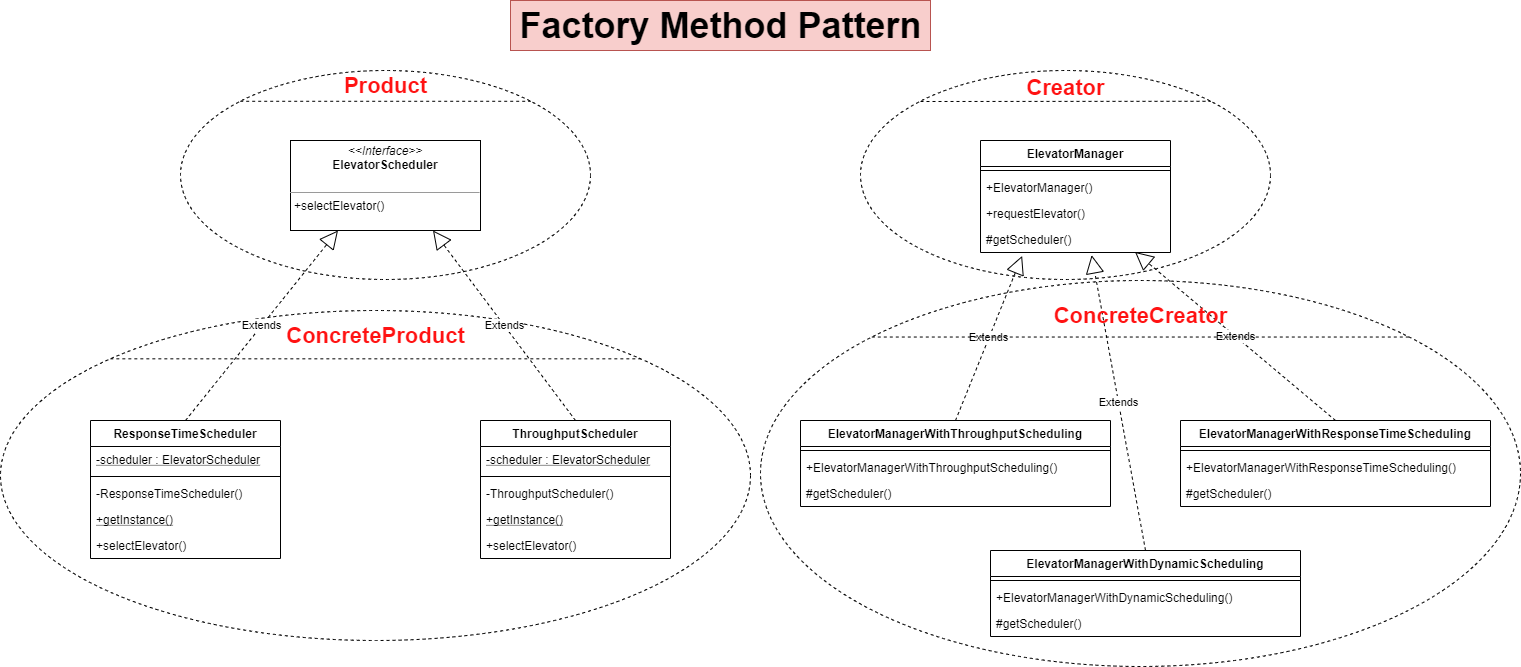 Factory Method Pattern
Product
<<Interface>>
ElevatorScheduler
+selectElevator()
Creator
ElevatorManager
+ElevatorManager()
+requestElevator()
#getScheduler()
Extends
Extends
ConcreteProduct
ResponseTimeScheduler
-scheduler : ElevatorScheduler
-ResponseTimeScheduler()
+getInstance()
+selectElevator()
ThroughputScheduler
-scheduler : ElevatorScheduler
-ThroughputScheduler()
+getInstance()
+selectElevator()
ConcreteCreator
Extends
Extends
Extends
ElevatorManagerWithThroughputScheduling
+ElevatorManagerWithThroughputScheduling()
#getScheduler()
ElevatorManagerWithResponseTimeScheduling
+ElevatorManagerWithResponseTimeScheduling()
#getScheduler()
ElevatorManagerWithDynamicScheduling
+ElevatorManagerWithDynamicScheduling()
#getScheduler()